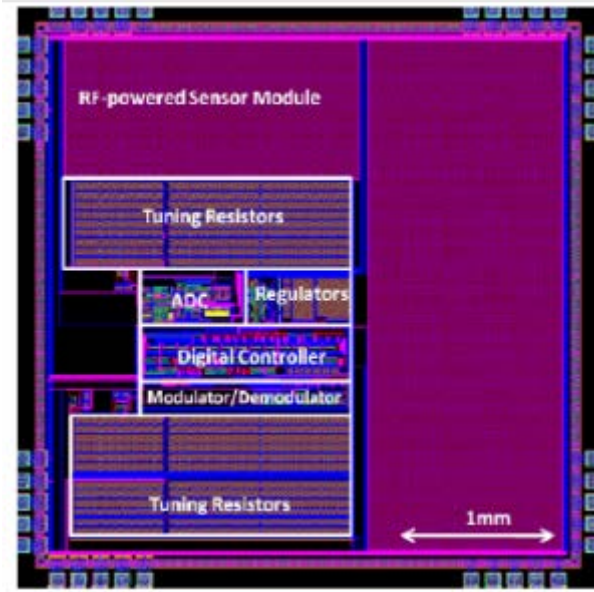 RF-powered Sensor Module
Tuning Resistors
ADC
Regulators
Digital Controller
Modulator/Demodulator
Tuning Resistors
1mm